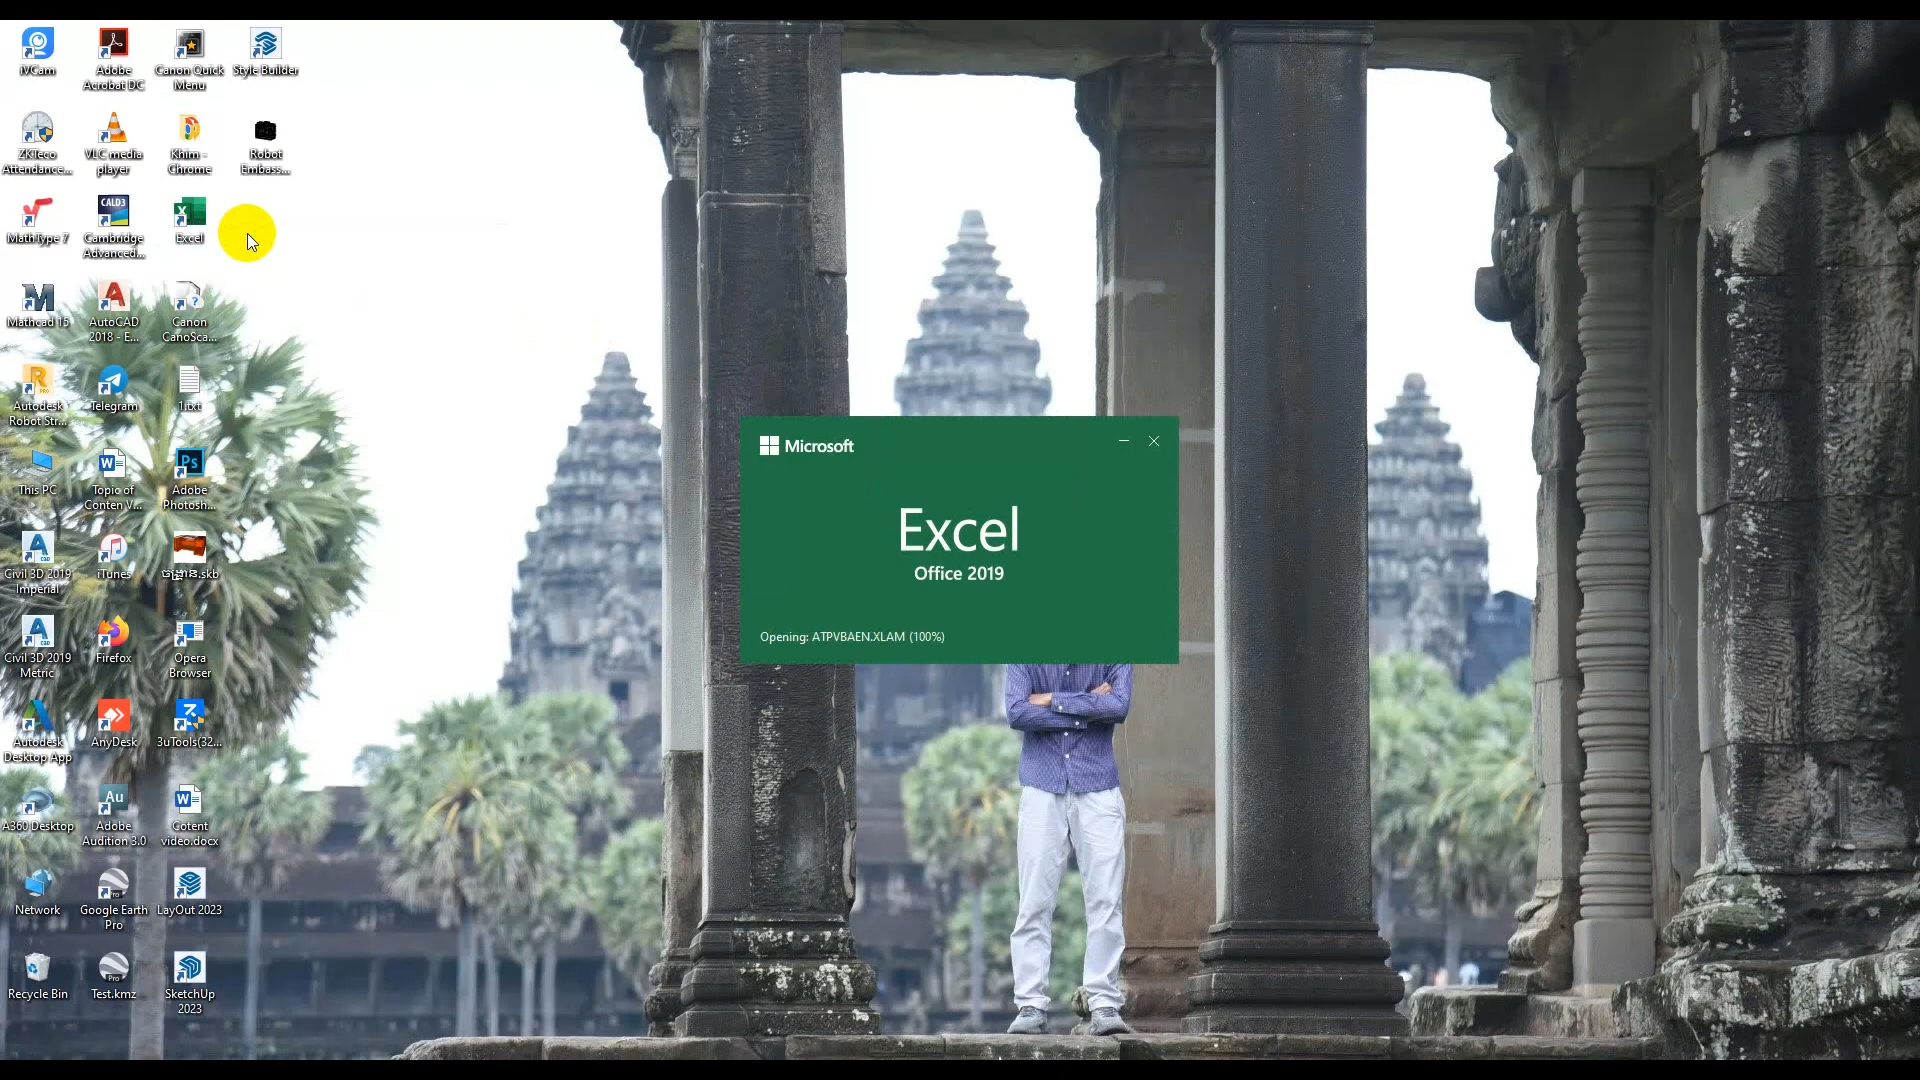 iVCam
Adobe
Acrobat DC
Canon Quick
Menu
Style Builder
ZKTeco
Attendance...
VLC media
player
Khim -
Chrome
Robot
Embass...
MathType 7
CALD3
Cambridge
Advanced...
Excel
Mathcad 15
AutoCAD
2018 - E...
Canon
CanoSca...
Autodesk
Robot Str...
Telegram
1.txt
This PC
Topic of
Conten V...
Adobe
Photosh...
Civil 3D 2019
Imperial
iTunes
Civil 3D 2019
Metric
Firefox
Opera
Browser
Autodesk
Desktop App
AnyDesk
3uTools(32...
A360 Desktop
Adobe
Audition 3.0
Cotent
video.docx
Network
Google Earth
Pro
LayOut 2023
Recycle Bin
Test.kmz
SketchUp
2023
Microsoft
Excel
Office 2019
Opening: ATPVBAEN.XLAM (100%)